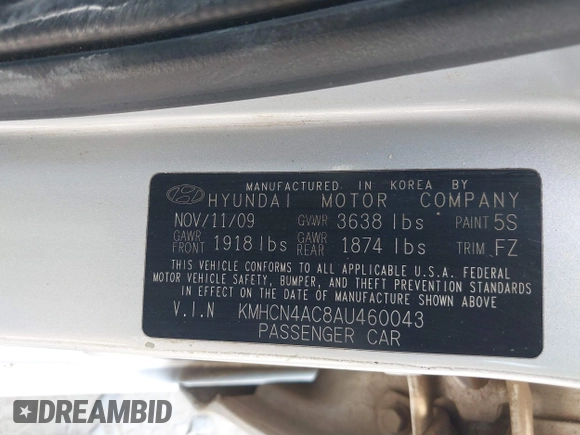 MANUFACTURED IN KOREA BY
HYUNDAI MOTOR COMPANY
NOV/11/09 GVWR 3638 lbs PAINT 5S
GAWR FRONT 1918 lbs GAWR REAR 1874 lbs TRIM FZ
THIS VEHICLE CONFORMS TO ALL APPLICABLE U.S.A. FEDERAL
MOTOR VEHICLE SAFETY, BUMPER, AND THEFT PREVENTION STANDARDS
IN EFFECT ON THE DATE OF MANUFACTURE SHOWN ABOVE
V.I.N KMHCN4AC8AU460043
PASSENGER CAR
DREAMBID